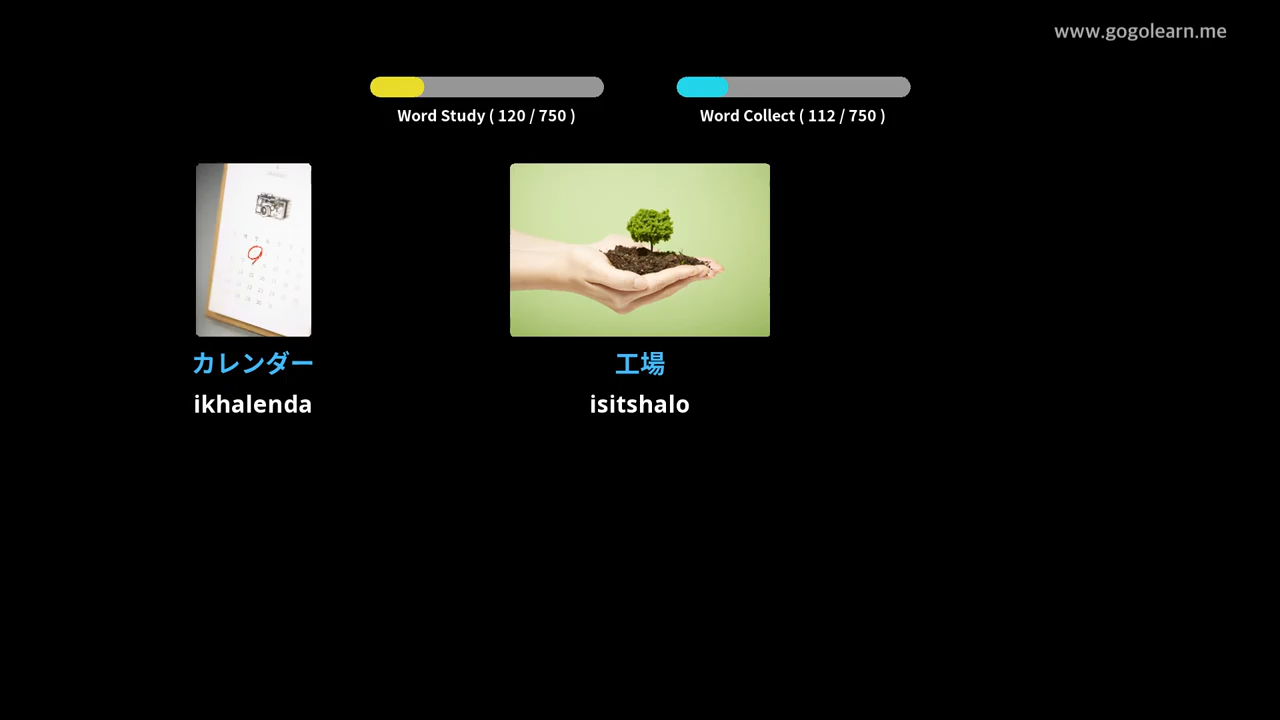 www.gogolearn.me
Word Study ( 120 / 750 )
Word Collect ( 112 / 750 )
カレンダー
ikhalenda
工場
isitshalo